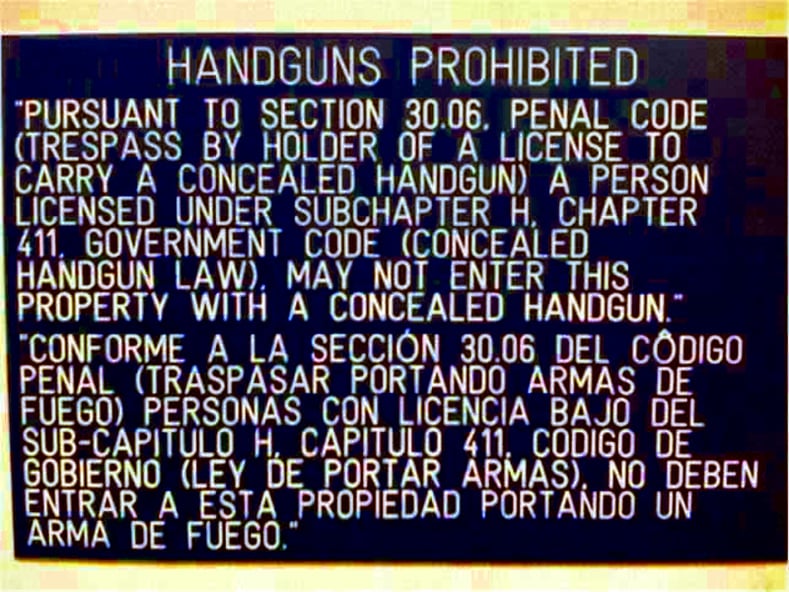 HANDGUNS PROHIBITED
"PURSUANT TO SECTION 30.06, PENAL CODE
(TRESPASS BY HOLDER OF A LICENSE TO
CARRY A CONCEALED HANDGUN) A PERSON
LICENSED UNDER SUBCHAPTER H, CHAPTER
411, GOVERNMENT CODE (CONCEALED
HANDGUN LAW), MAY NOT ENTER THIS
PROPERTY WITH A CONCEALED HANDGUN."
"CONFORME A LA SECCIÓN 30.06 DEL CÔDIGO
PENAL (TRASPASAR PORTANDO ARMAS DE
FUEGO) PERSONAS CON LICENCIA BAJO DEL
SUB-CAPITULO H, CAPITULO 411, CODIGO DE
GOBIERNO (LEY DE PORTAR ARMAS), NO DEBEN
ENTRAR A ESTA PROPIEDAD PORTANDO UN
ARMA DE FUEGO."